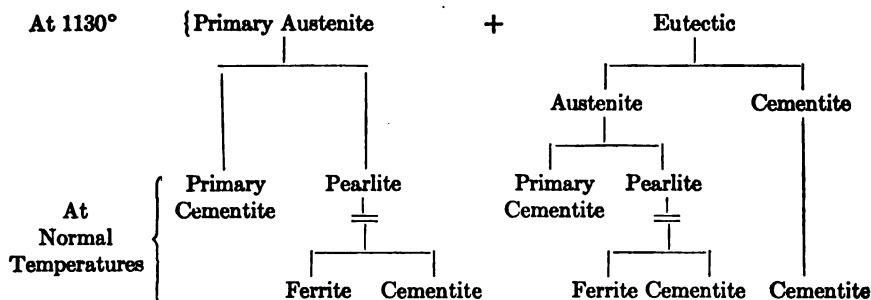 At 1130° {Primary Austenite + Eutectic
Austenite Cementite
Primary Cementite Pearlite Primary Cementite Pearlite
At Normal Temperatures
Ferrite Cementite Ferrite Cementite Cementite